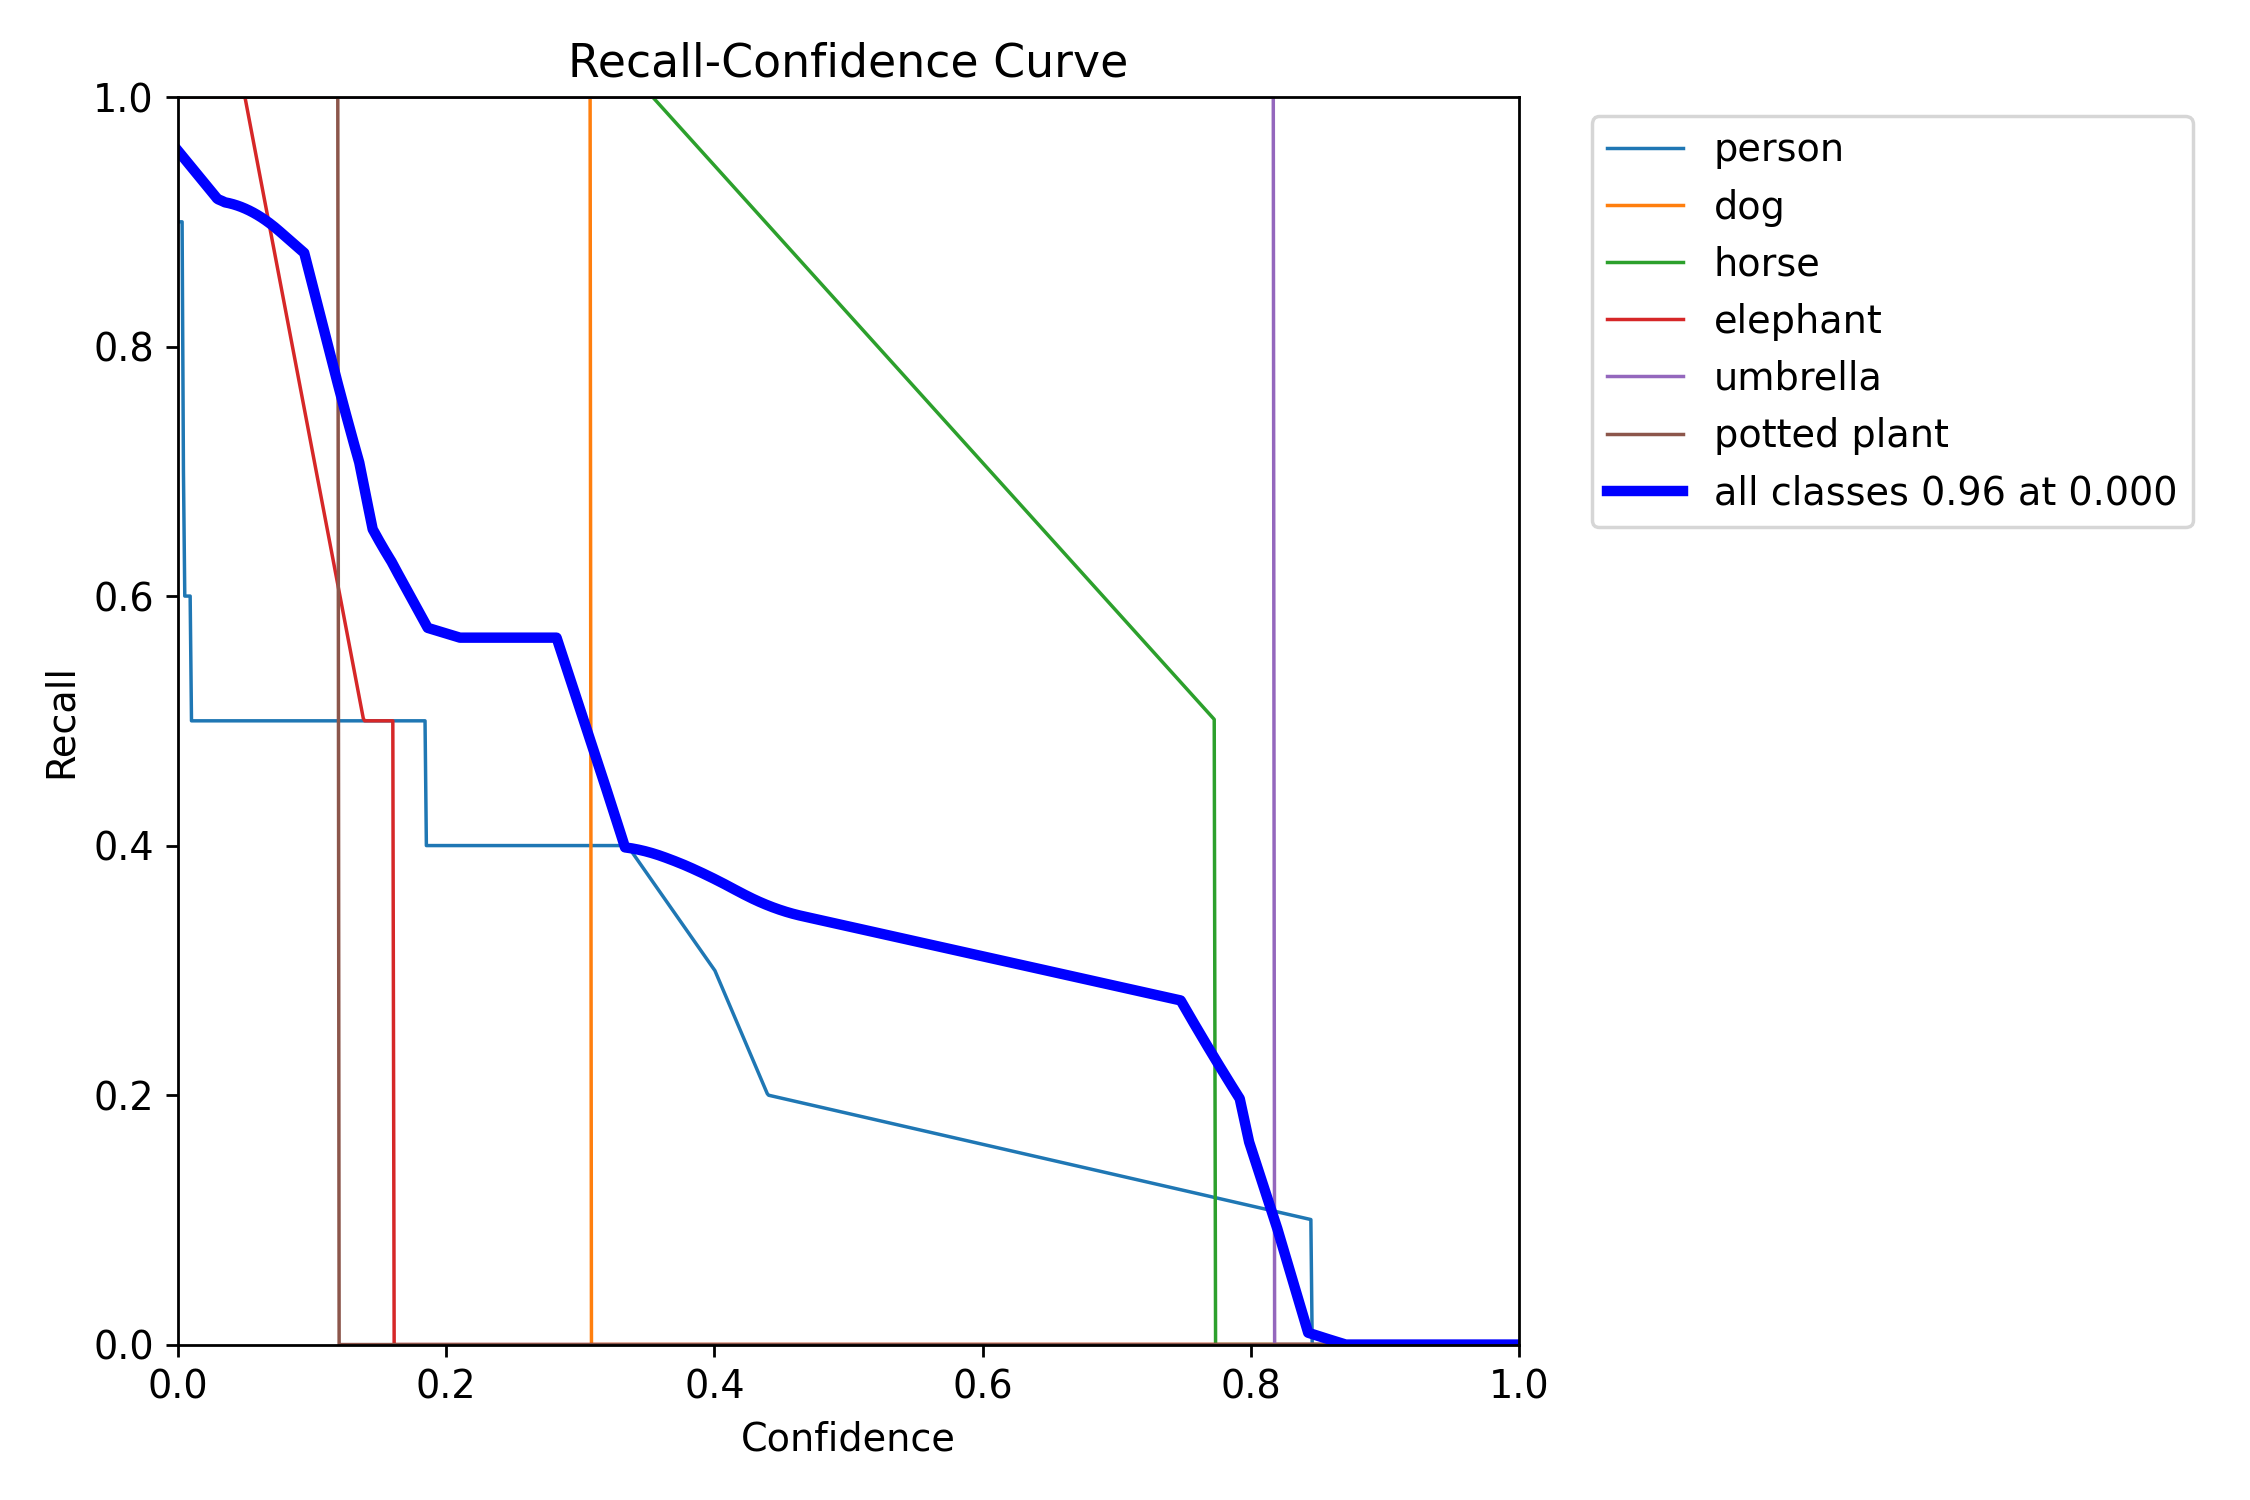 Recall-Confidence Curve
1.0
0.8
0.6
0.4
0.2
0.0
Recall
0.0 0.2 0.4 0.6 0.8 1.0
Confidence
person
dog
horse
elephant
umbrella
potted plant
all classes 0.96 at 0.000